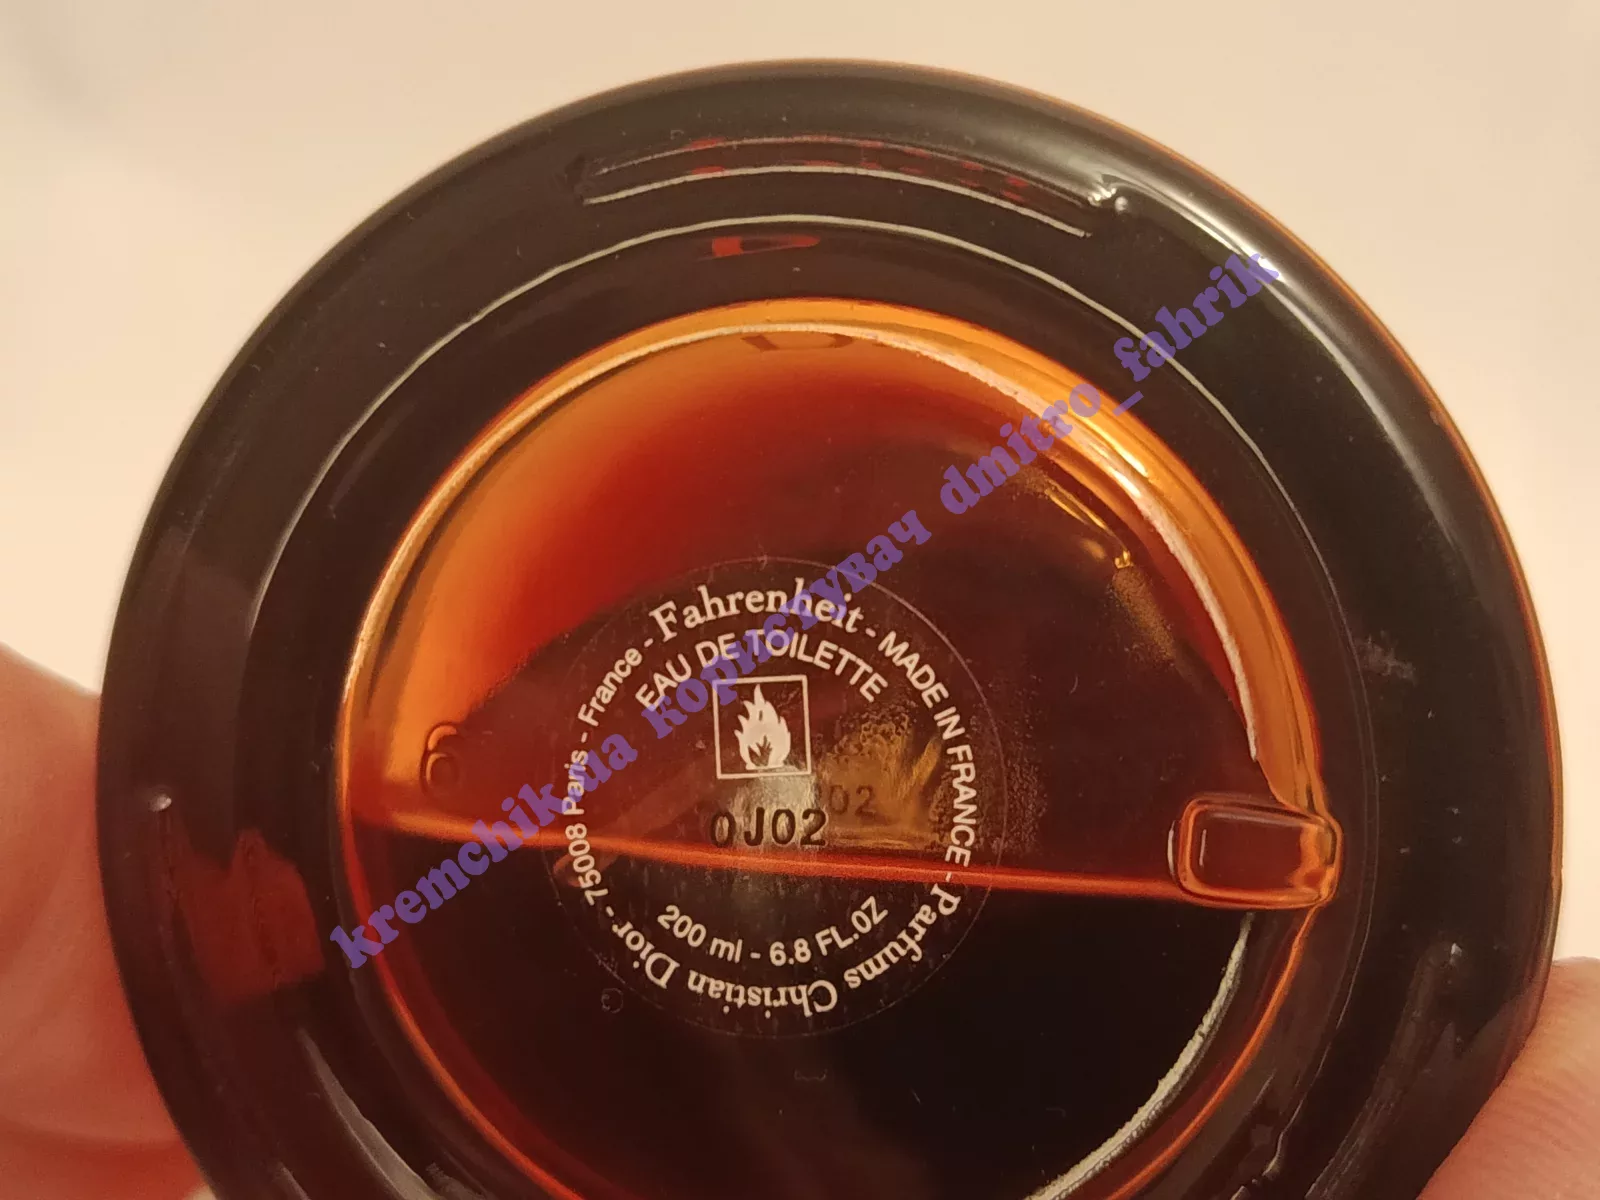 Fahrenheit - MADE IN FRANCE - Parfums Christian Dior - 75008 Paris - France -
EAU DE TOILETTE
0J02
200 ml - 6.8 FL.OZ
kremchik.ua користувач dmitro_fahrik